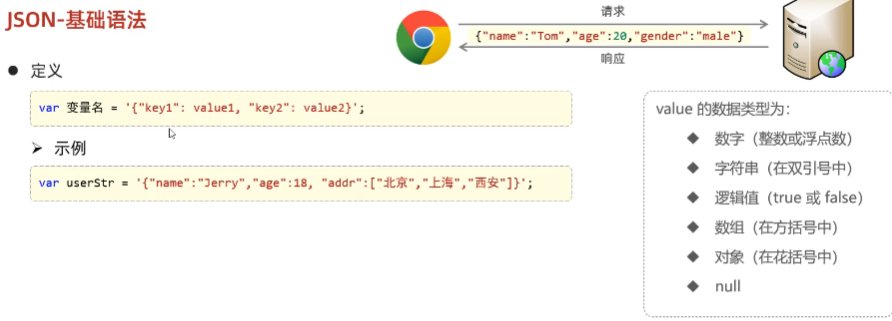 JSON-基础语法
请求
{"name":"Tom","age":20,"gender":"male"}
响应
● 定义
var 变量名 = '{"key1": value1, "key2": value2}';
➢ 示例
var userStr = '{"name":"Jerry","age":18, "addr":["北京","上海","西安"]}';
value 的数据类型为：
◆ 数字（整数或浮点数）
◆ 字符串（在双引号中）
◆ 逻辑值（true 或 false）
◆ 数组（在方括号中）
◆ 对象（在花括号中）
◆ null